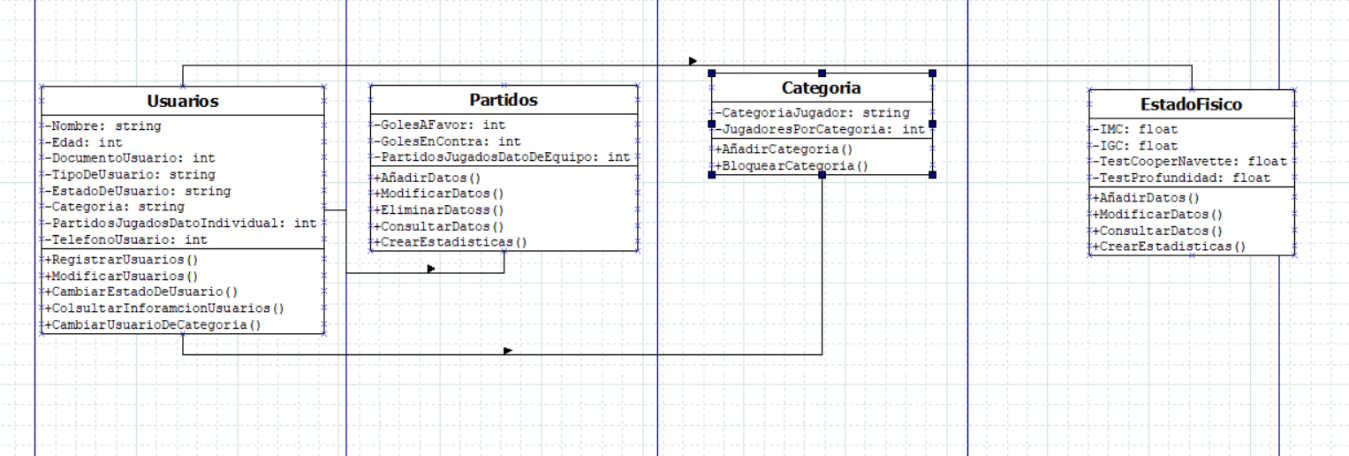 Usuarios
-Nombre: string
-Edad: int
-DocumentoUsuario: int
-TipoDeUsuario: string
-EstadoDeUsuario: string
-Categoria: string
-PartidosJugadosDatoIndividual: int
-TelefonoUsuario: int
+RegistrarUsuarios()
+ModificarUsuarios()
+CambiarEstadoDeUsuario()
+ColsultarInforamcionUsuarios()
+CambiarUsuarioDeCategoria()
Partidos
-GolesAFavor: int
-GolesEnContra: int
-PartidosJugadosDatoDeEquipo: int
+AñadirDatos()
+ModificarDatos()
+EliminarDatoss()
+ConsultarDatos()
+CrearEstadisticas()
Categoria
-CategoriaJugador: string
-JugadoresPorCategoria: int
+AñadirCategoria()
+BloquearCategoria()
EstadoFisico
-IMC: float
-IGC: float
-TestCooperNavette: float
-TestProfundidad: float
+AñadirDatos()
+ModificarDatos()
+ConsultarDatos()
+CrearEstadisticas()